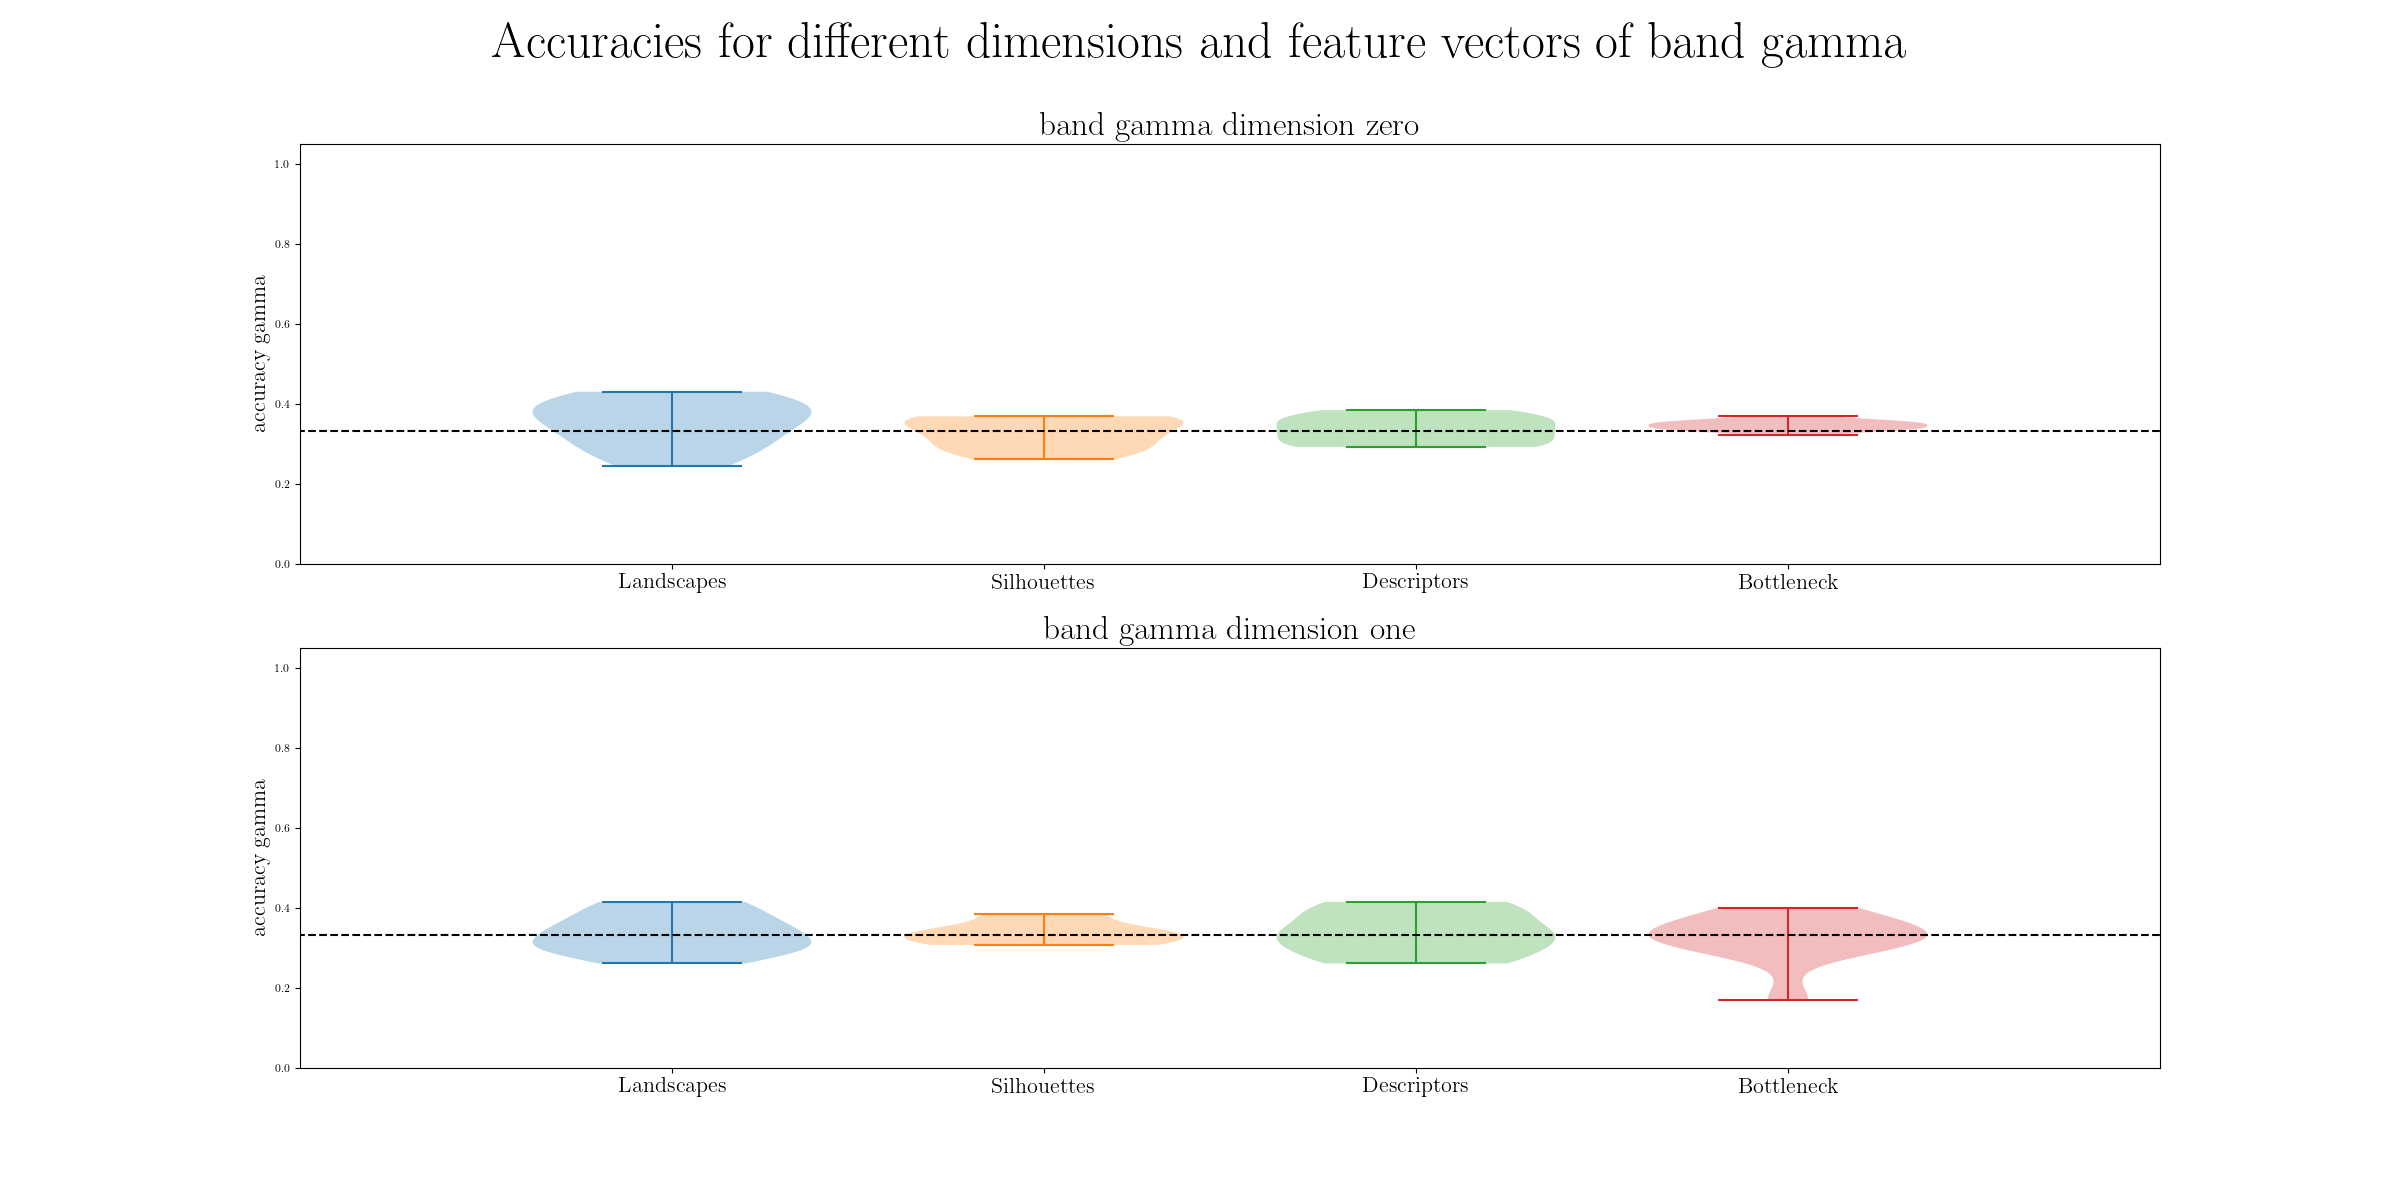 Accuracies for different dimensions and feature vectors of band gamma
band gamma dimension zero
1.0
0.8
0.6
0.4
0.2
0.0
accuracy gamma
Landscapes Silhouettes Descriptors Bottleneck
band gamma dimension one
1.0
0.8
0.6
0.4
0.2
0.0
accuracy gamma
Landscapes Silhouettes Descriptors Bottleneck